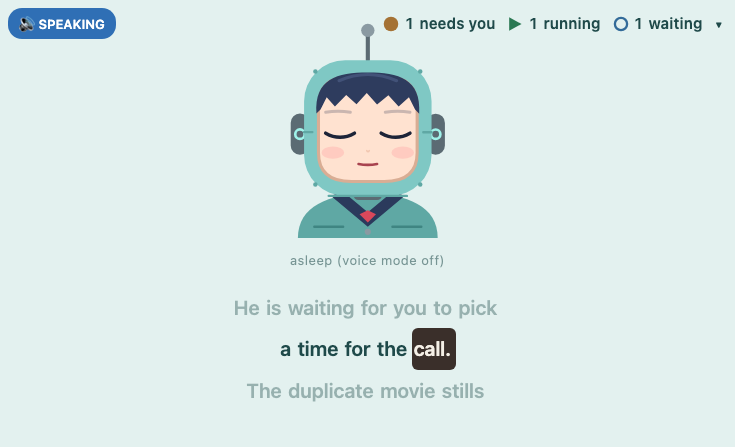 SPEAKING
1 needs you
1 running
1 waiting
asleep (voice mode off)
He is waiting for you to pick
a time for the call.
The duplicate movie stills